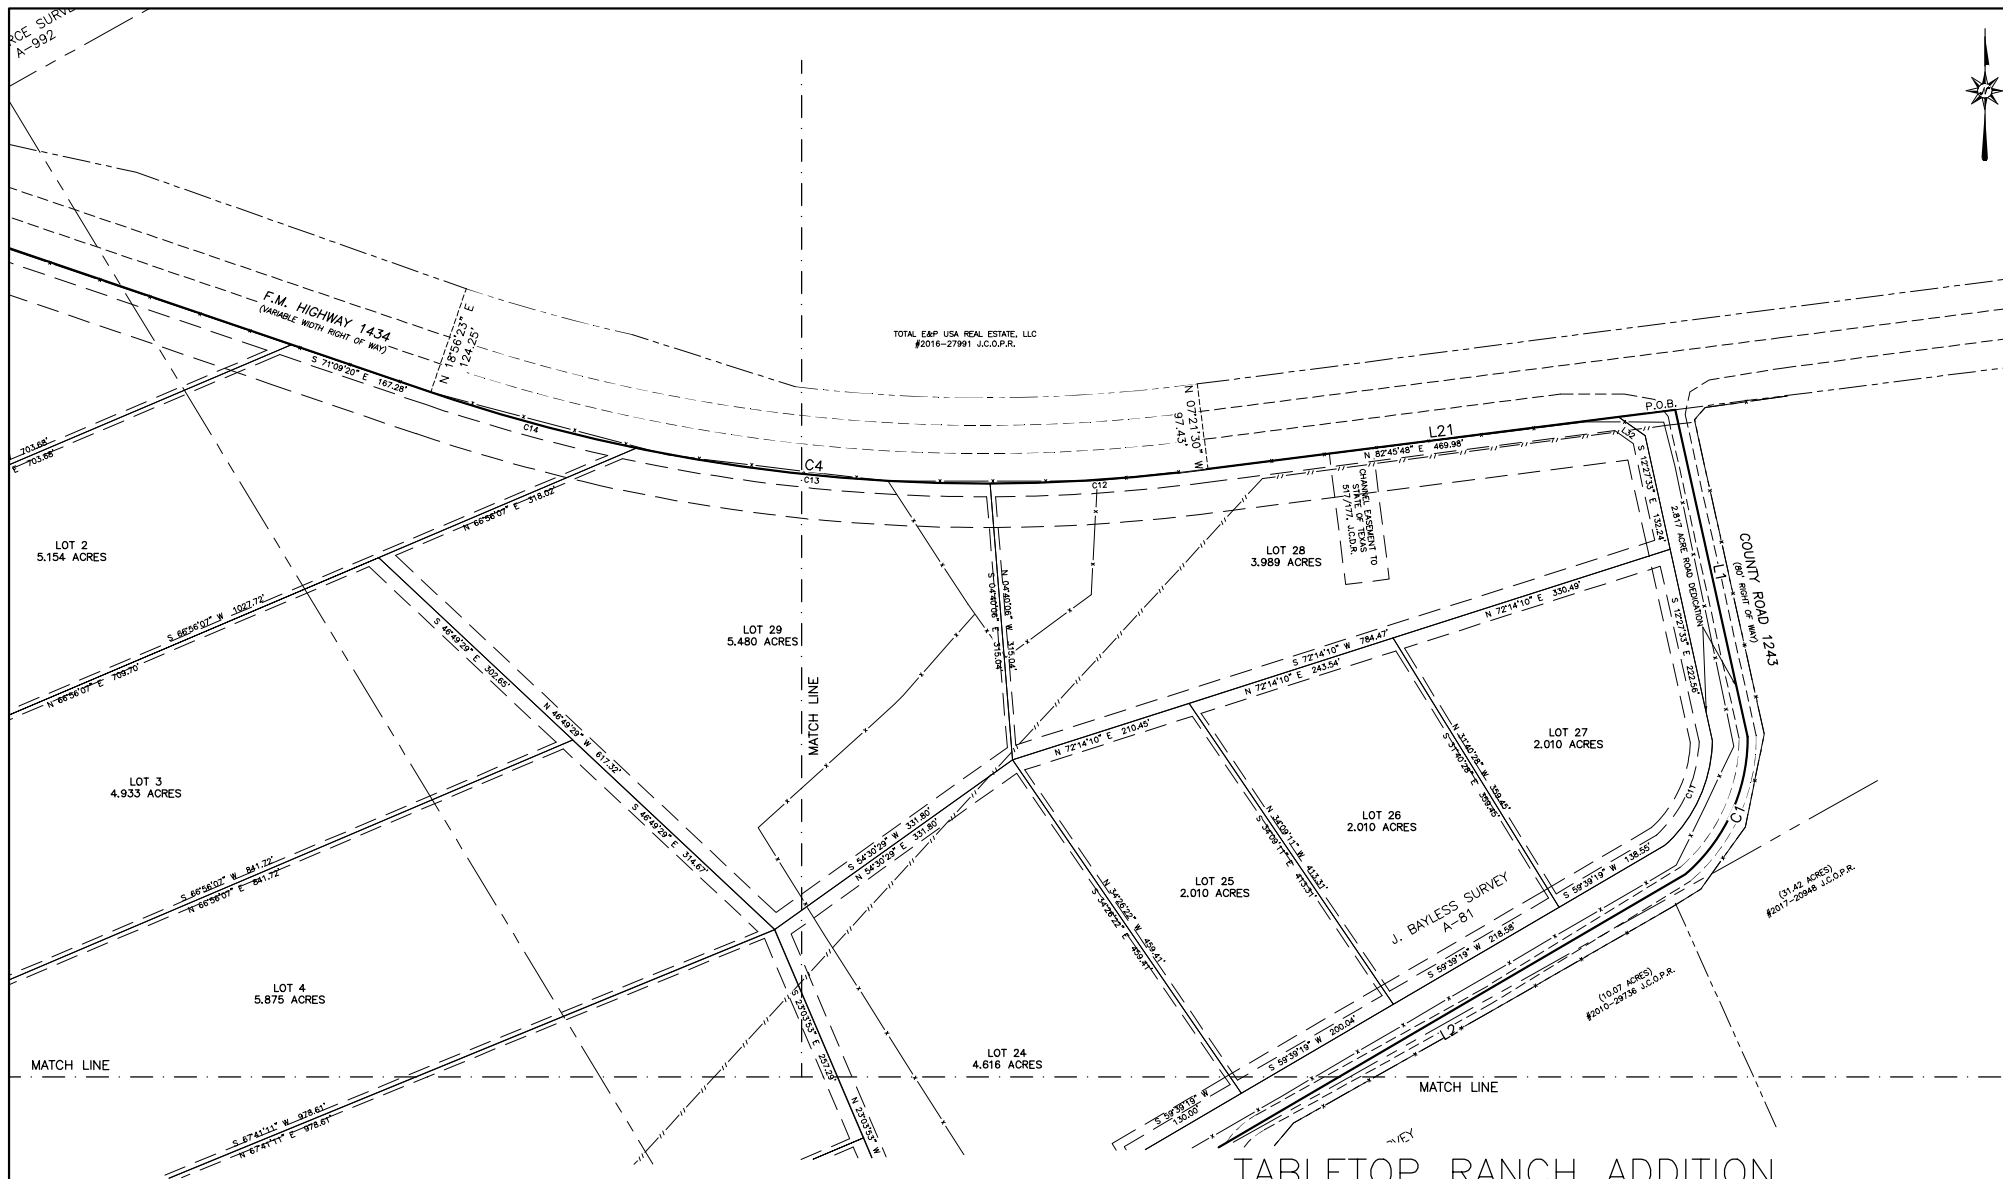 RCE SURVE
A-992
F.M. HIGHWAY 1434
(VARIABLE WIDTH RIGHT OF WAY)
N 18°56'23" E
124.25'
S 71°09'20" E 167.28'
TOTAL E&P USA REAL ESTATE, LLC
#2016-27991 J.C.O.P.R.
N 07°21'30" W
97.43'
P.O.B.
L21
N 82°45'48" E 469.98'
L32
C14
C4
C13
C12
703.68'
E 703.68'
N 66°56'07" E 318.02'
CHANNEL EASEMENT TO
STATE OF TEXAS
517/177, J.C.D.R.
S 12°27'33" E 132.24'
2.817 ACRE ROAD DEDICATION
L1
COUNTY ROAD 1243
(80' RIGHT OF WAY)
LOT 2
5.154 ACRES
LOT 28
3.989 ACRES
N 04°40'06" W 315.04'
S 04°40'06" E 315.04'
N 72°14'10" E 330.49'
S 12°27'33" E 222.56'
S 66°56'07" W 1027.72'
N 66°56'07" E 709.70'
S 46°49'29" E 302.65'
LOT 29
5.480 ACRES
S 72°14'10" W 784.47'
N 72°14'10" E 243.54'
N 72°14'10" E 210.45'
MATCH LINE
N 46°49'29" W 617.32'
N 31°40'28" W 359.45'
S 31°40'28" E 359.45'
LOT 27
2.010 ACRES
LOT 3
4.933 ACRES
C11
C1
S 46°49'29" E 314.67'
S 54°30'29" W 331.80'
N 54°30'29" E 331.80'
N 34°09'11" W 413.31'
S 34°09'11" E 413.31'
LOT 26
2.010 ACRES
S 59°39'19" W 138.55'
S 66°56'07" W 841.72'
N 66°56'07" E 841.72'
LOT 25
2.010 ACRES
N 34°26'22" W 459.41'
S 34°26'22" E 459.41'
J. BAYLESS SURVEY
A-81
(31.42 ACRES)
#2017-20948 J.C.O.P.R.
S 59°39'19" W 218.58'
LOT 4
5.875 ACRES
(10.07 ACRES)
#2010-29736 J.C.O.P.R.
S 23°03'53" E 257.29'
S 59°39'19" W 200.04'
L2
LOT 24
4.616 ACRES
MATCH LINE
MATCH LINE
S 59°39'19" W
130.00'
S 67°41'11" W 978.61'
N 67°41'11" E 978.61'
N 23°03'53" W
VEY
TABLETOP RANCH ADDITION